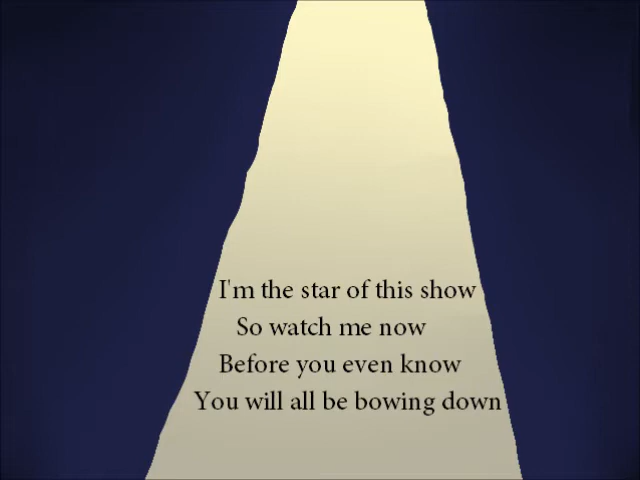 I'm the star of this show
So watch me now
Before you even know
You will all be bowing down